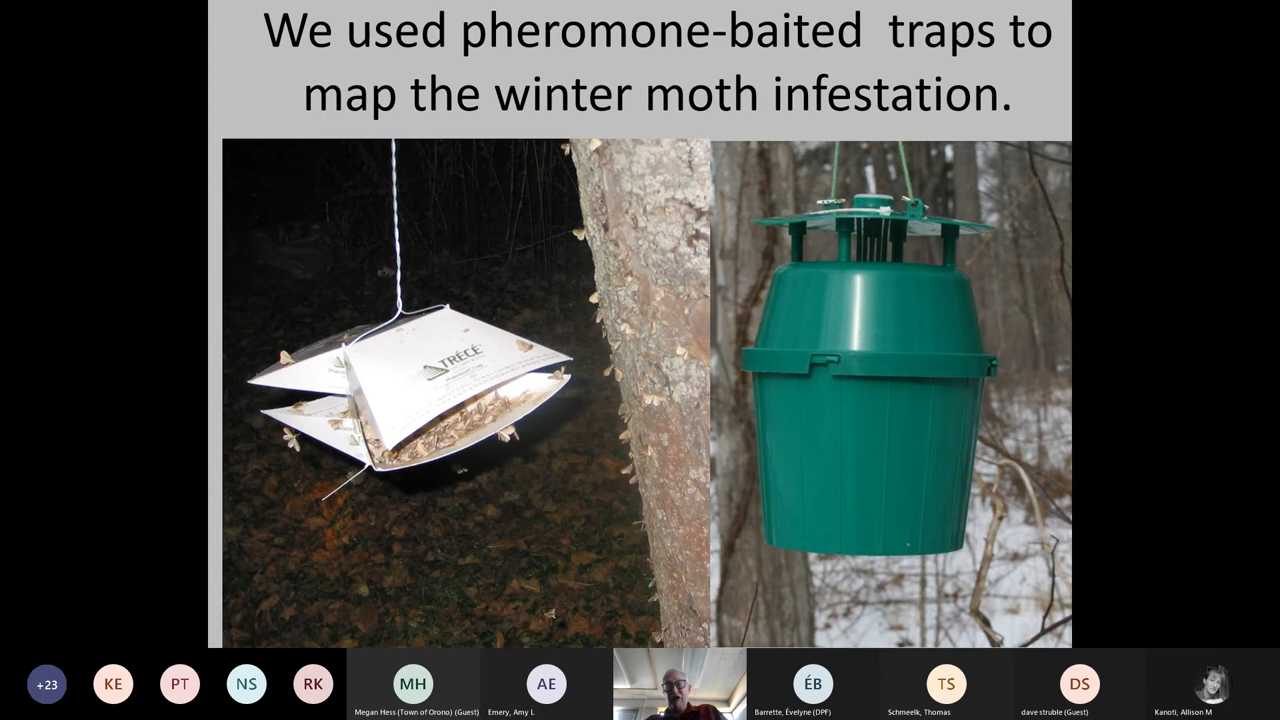 We used pheromone-baited  traps to
map the winter moth infestation.
TRÉCÉ
+23
KE
PT
NS
RK
MH
AE
ÉB
TS
DS
Megan Hess (Town of Orono) (Guest)
Emery, Amy L
Barrette, Évelyne (DPF)
Schmeelk, Thomas
dave struble (Guest)
Kanoti, Allison M